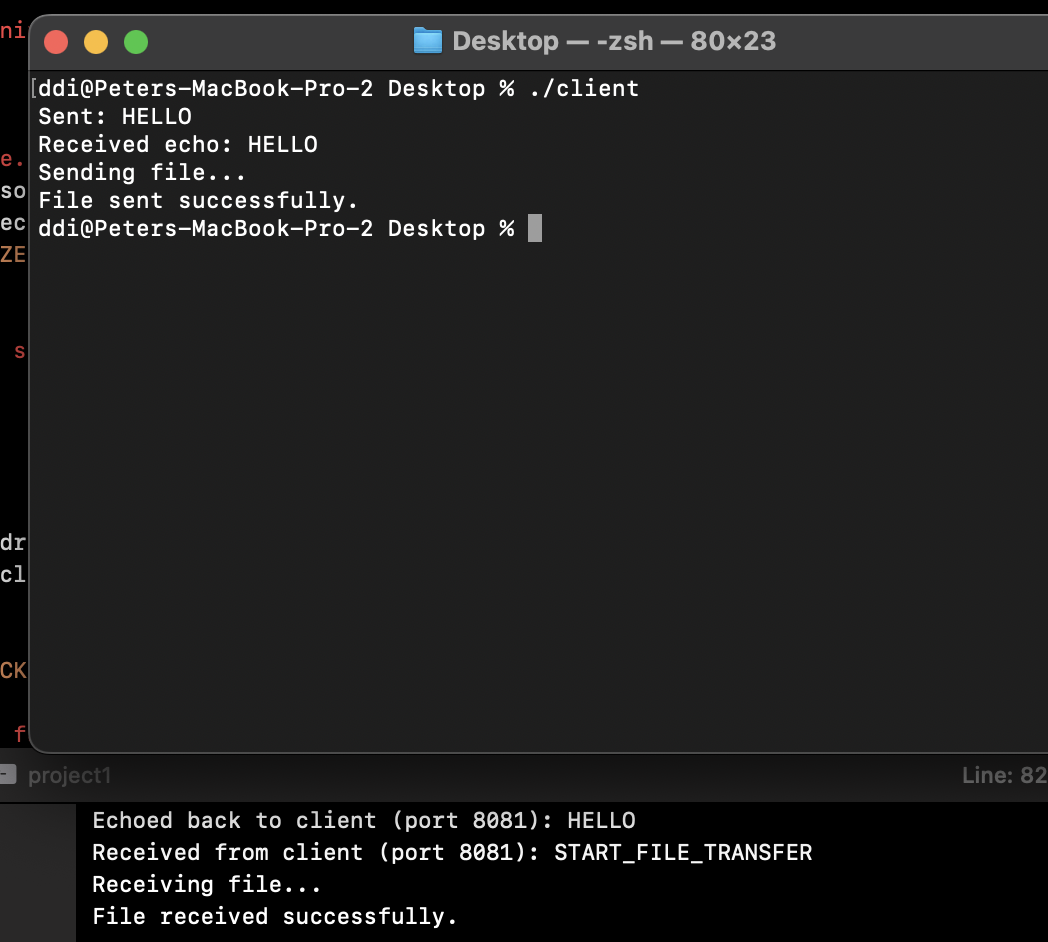 ni
Desktop — -zsh — 80×23
ddi@Peters-MacBook-Pro-2 Desktop % ./client
Sent: HELLO
Received echo: HELLO
e.
Sending file...
so
File sent successfully.
ec
ddi@Peters-MacBook-Pro-2 Desktop %
ZE
s
dr
cl
CK
f
project1
Line: 82
Echoed back to client (port 8081): HELLO
Received from client (port 8081): START_FILE_TRANSFER
Receiving file...
File received successfully.